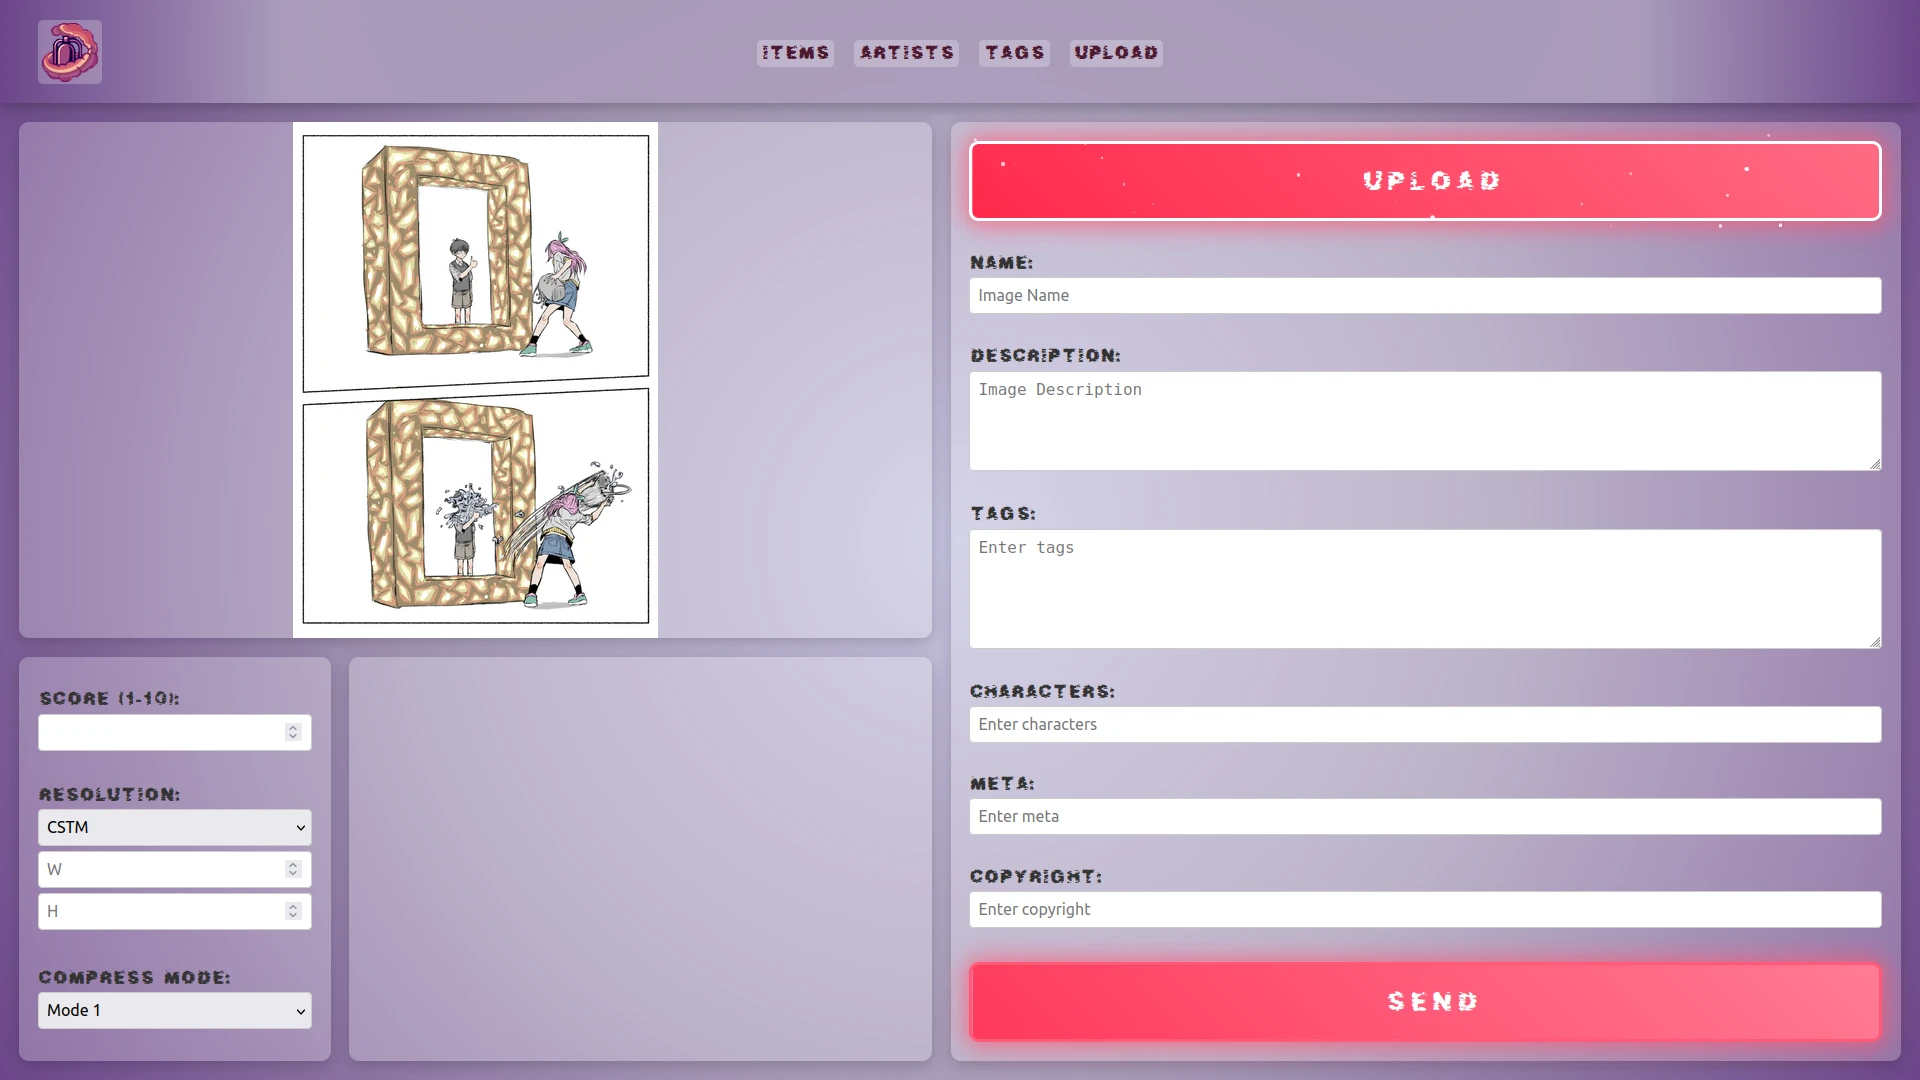 ITEMS ARTISTS TAGS UPLOAD
UPLOAD
NAME:
Image Name
DESCRIPTION:
Image Description
TAGS:
Enter tags
CHARACTERS:
Enter characters
META:
Enter meta
COPYRIGHT:
Enter copyright
SEND
SCORE (1-10):
RESOLUTION:
CSTM
W
H
COMPRESS MODE:
Mode 1